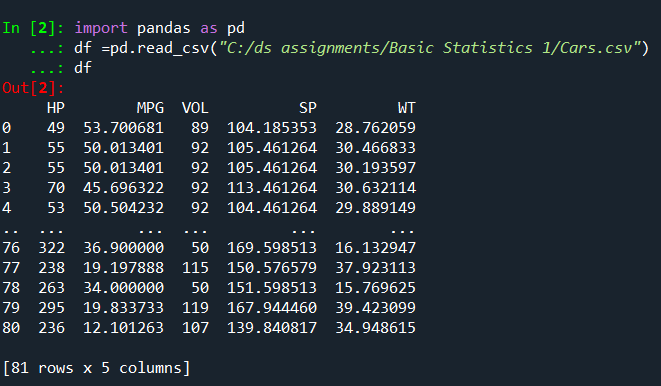 In [2]: import pandas as pd
   ...: df =pd.read_csv("C:/ds assignments/Basic Statistics 1/Cars.csv")
   ...: df
Out[2]:
     HP        MPG  VOL          SP         WT
0    49  53.700681   89  104.185353  28.762059
1    55  50.013401   92  105.461264  30.466833
2    55  50.013401   92  105.461264  30.193597
3    70  45.696322   92  113.461264  30.632114
4    53  50.504232   92  104.461264  29.889149
..  ...        ...  ...         ...        ...
76  322  36.900000   50  169.598513  16.132947
77  238  19.197888  115  150.576579  37.923113
78  263  34.000000   50  151.598513  15.769625
79  295  19.833733  119  167.944460  39.423099
80  236  12.101263  107  139.840817  34.948615
[81 rows x 5 columns]